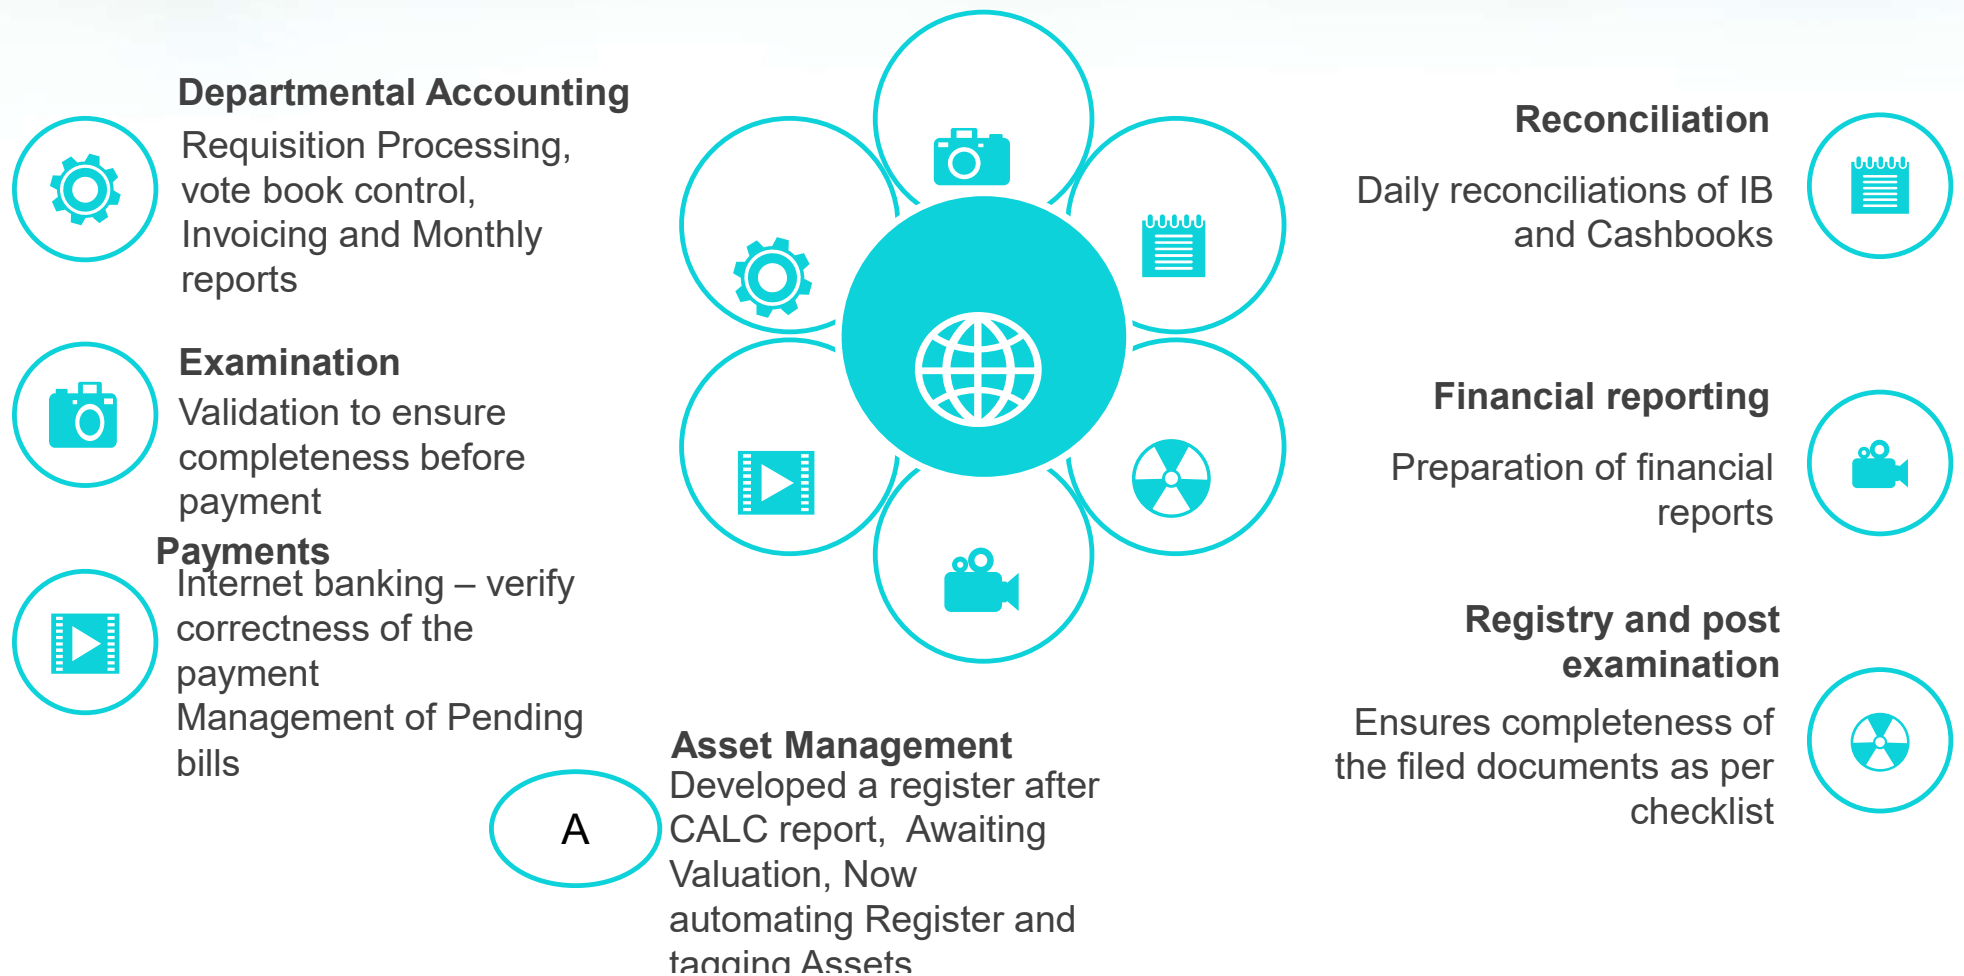 Departmental Accounting
Requisition Processing,
vote book control,
Invoicing and Monthly
reports
Examination
Validation to ensure
completeness before
payment
Payments
Internet banking – verify
correctness of the
payment
Management of Pending
bills
A
Asset Management
Developed a register after
CALC report, Awaiting
Valuation, Now
automating Register and
tagging Assets
Reconciliation
Daily reconciliations of IB
and Cashbooks
Financial reporting
Preparation of financial
reports
Registry and post
examination
Ensures completeness of
the filed documents as per
checklist